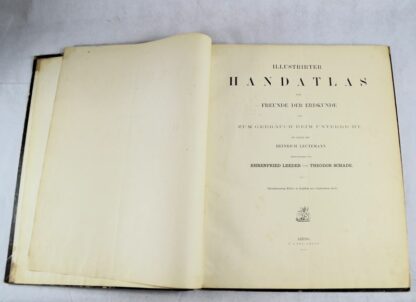 ILLUSTRIRTER
HANDATLAS
FREUNDE DER ERDKUNDE
ZUM GEBRAUCH BEIM UNTERRICHT
HEINRICH LEUTEMANN
EHRENFRIED LEEDER — THEODOR SCHADE.
LEIPZIG,